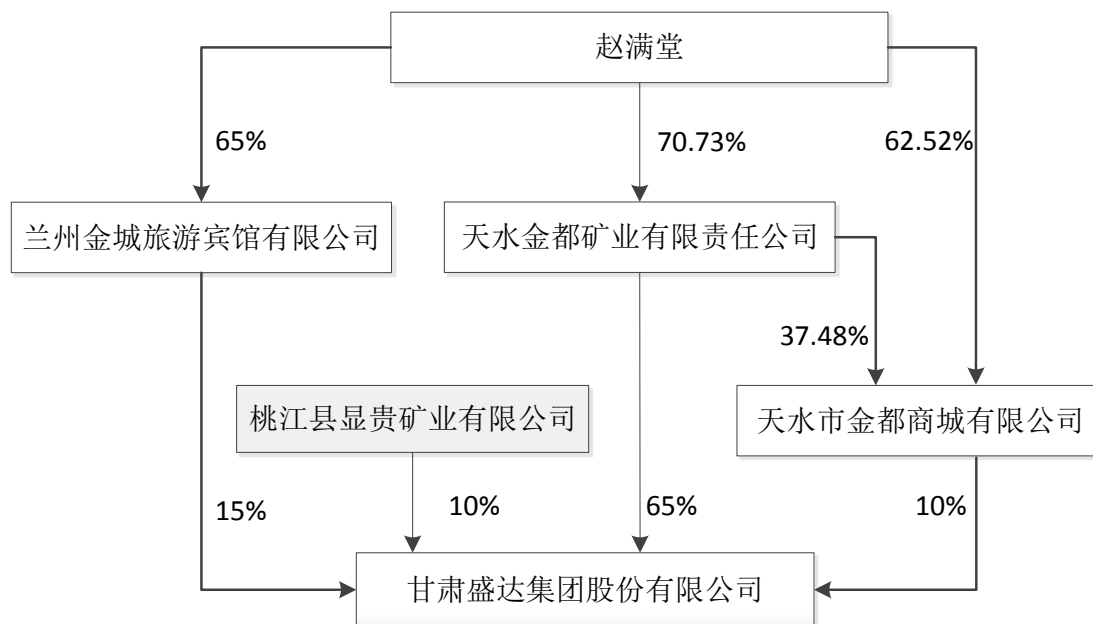 赵满堂
65%
70.73%
62.52%
兰州金城旅游宾馆有限公司
天水金都矿业有限责任公司
37.48%
桃江县显贵矿业有限公司
天水市金都商城有限公司
15%
10%
65%
10%
甘肃盛达集团股份有限公司